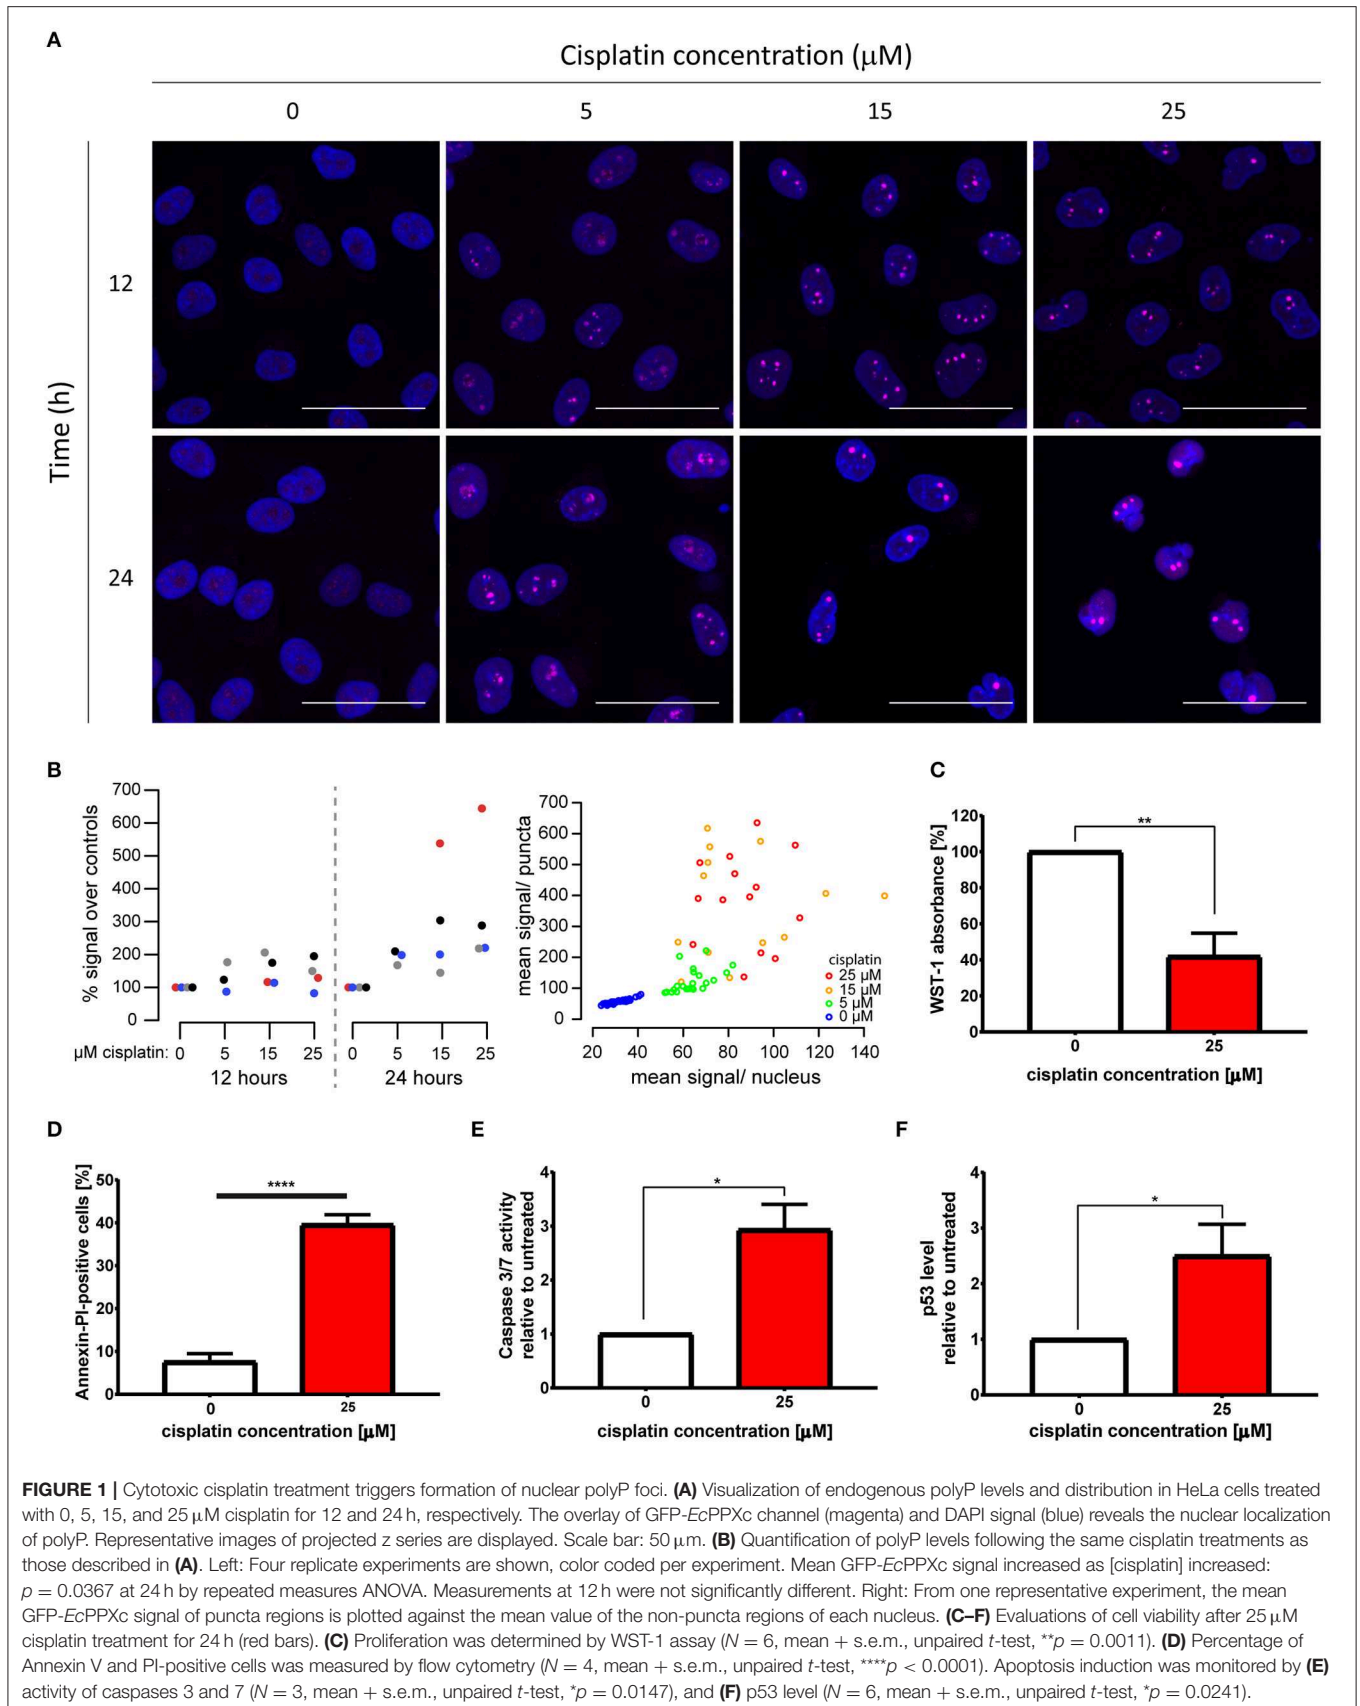 A
Cisplatin concentration (μM)
0 5 15 25
Time (h)
12
24
B
% signal over controls
700
600
500
400
300
200
100
0
µM cisplatin: 0 5 15 25 0 5 15 25
12 hours 24 hours
mean signal/ puncta
700
600
500
400
300
200
100
0
20 40 60 80 100 120 140
mean signal/ nucleus
cisplatin
25 µM
15 µM
5 µM
0 µM
C
WST-1 absorbance [%]
120
100
80
60
40
20
0
**
0 25
cisplatin concentration [µM]
D
Annexin-PI-positive cells [%]
50
40
30
20
10
0
****
0 25
cisplatin concentration [µM]
E
Caspase 3/7 activity
relative to untreated
4
3
2
1
0
*
0 25
cisplatin concentration [µM]
F
p53 level
relative to untreated
4
3
2
1
0
*
0 25
cisplatin concentration [µM]
FIGURE 1 | Cytotoxic cisplatin treatment triggers formation of nuclear polyP foci. (A) Visualization of endogenous polyP levels and distribution in HeLa cells treated
with 0, 5, 15, and 25 µM cisplatin for 12 and 24 h, respectively. The overlay of GFP-EcPPXc channel (magenta) and DAPI signal (blue) reveals the nuclear localization
of polyP. Representative images of projected z series are displayed. Scale bar: 50 µm. (B) Quantification of polyP levels following the same cisplatin treatments as
those described in (A). Left: Four replicate experiments are shown, color coded per experiment. Mean GFP-EcPPXc signal increased as [cisplatin] increased:
p = 0.0367 at 24 h by repeated measures ANOVA. Measurements at 12 h were not significantly different. Right: From one representative experiment, the mean
GFP-EcPPXc signal of puncta regions is plotted against the mean value of the non-puncta regions of each nucleus. (C–F) Evaluations of cell viability after 25 µM
cisplatin treatment for 24 h (red bars). (C) Proliferation was determined by WST-1 assay (N = 6, mean + s.e.m., unpaired t-test, **p = 0.0011). (D) Percentage of
Annexin V and PI-positive cells was measured by flow cytometry (N = 4, mean + s.e.m., unpaired t-test, ****p < 0.0001). Apoptosis induction was monitored by (E)
activity of caspases 3 and 7 (N = 3, mean + s.e.m., unpaired t-test, *p = 0.0147), and (F) p53 level (N = 6, mean + s.e.m., unpaired t-test, *p = 0.0241).